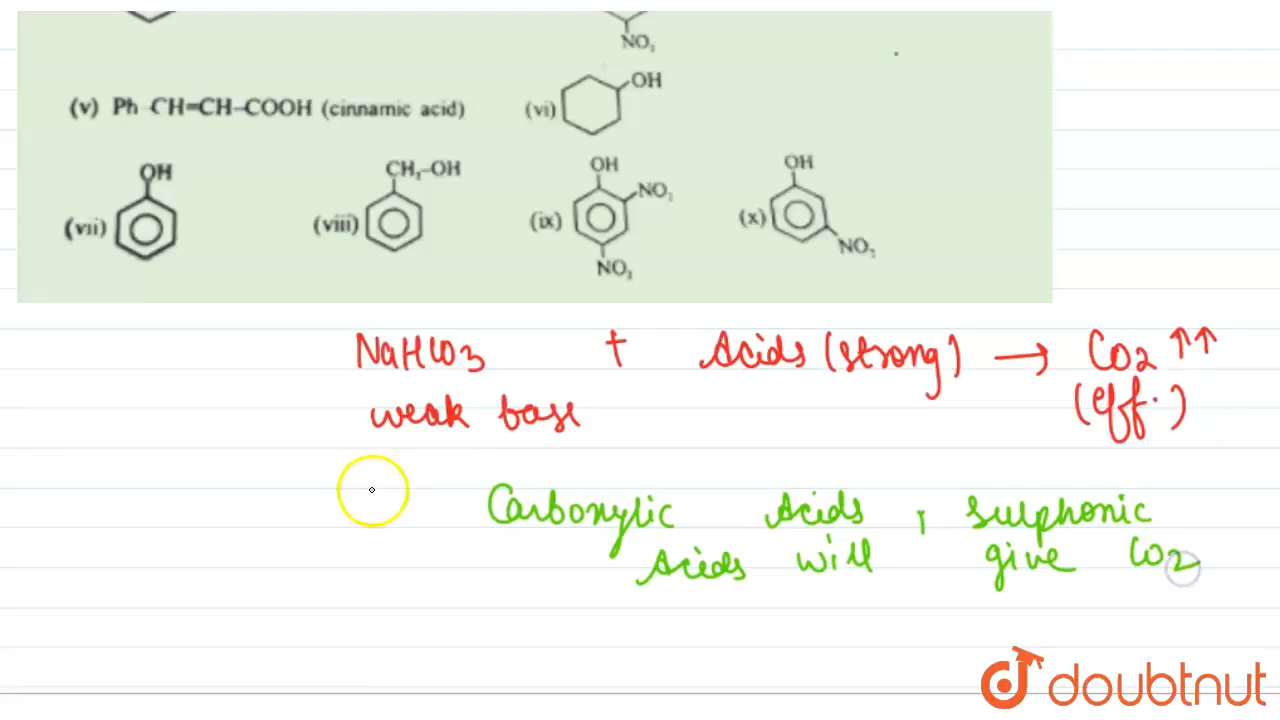 NO₂
(v) Ph-CH=CH-COOH (cinnamic acid) (vi) OH
(vii) OH (viii) CH₂-OH (ix) OH NO₂ NO₂ (x) OH NO₂
NaHCO3 + Acids (strong) → CO2 ↑↑
weak base (eff.)
Carboxylic Acids , Sulphonic
Acids will give CO2
doubtnut